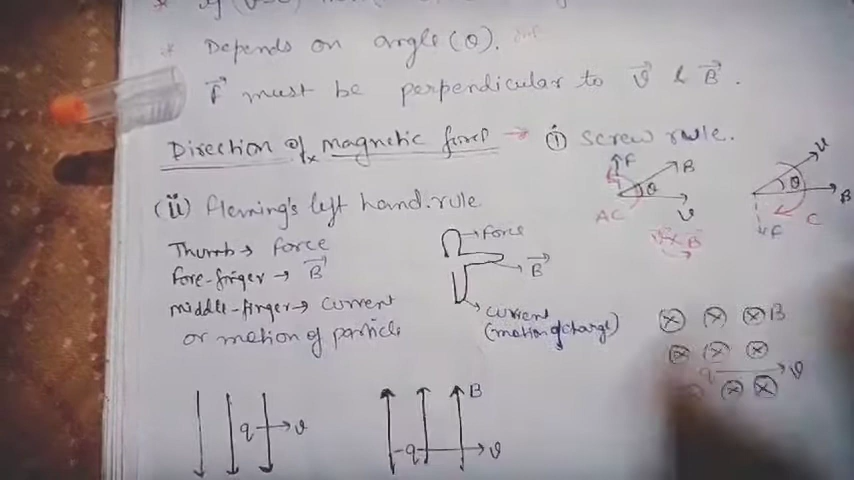 * if (
* Depends on angle (θ).
F must be perpendicular to V & B.
Direction of magnetic force → (i) Screw rule.
F B θ V AC
V × B
V θ B C F
(ii) Fleming's left hand rule
Thumb → force
fore-finger → B
middle-finger → current
or motion of particle
force
B
current
(motion of charge)
B
q V
q V
B
q V